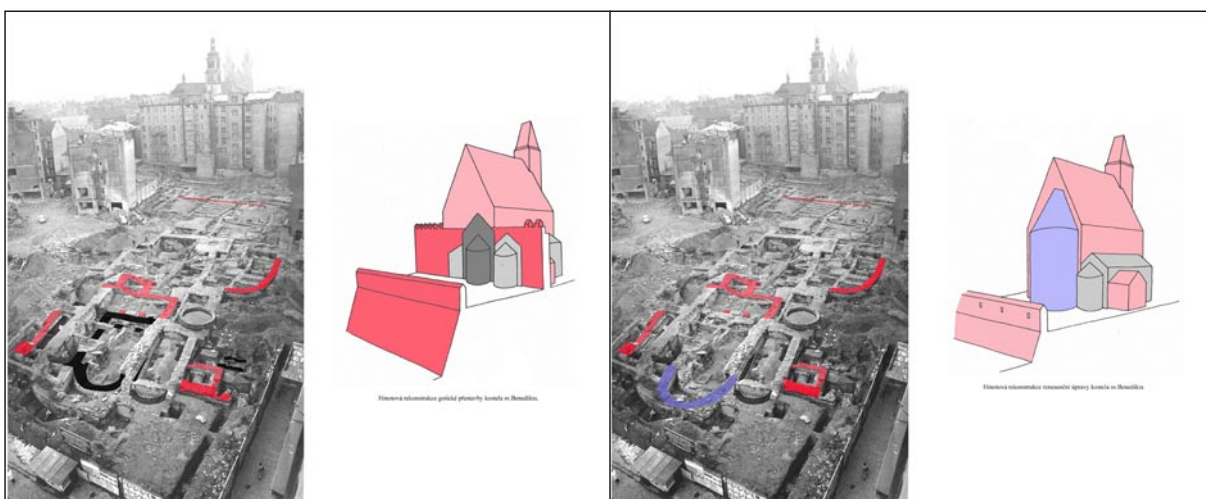 Hmotová rekonstrukce gotické přestavby kostela sv.Benedikta.
Hmotová rekonstrukce renesanční úpravy kostela sv.Benedikta.